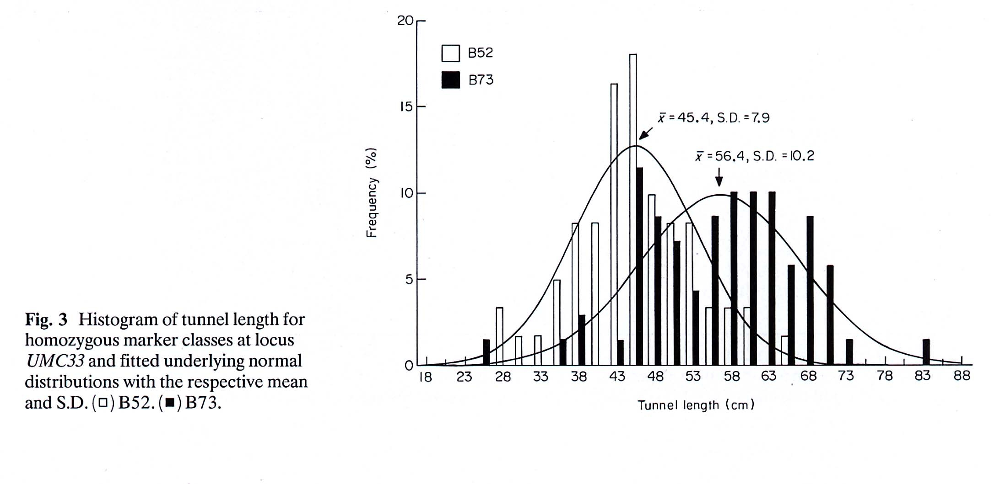 20
B52
B73
15
x̄ = 45.4, S.D. = 7.9
x̄ = 56.4, S.D. = 10.2
Frequency (%)
10
5
0
18 23 28 33 38 43 48 53 58 63 68 73 78 83 88
Tunnel length (cm)
Fig. 3 Histogram of tunnel length for
homozygous marker classes at locus
UMC33 and fitted underlying normal
distributions with the respective mean
and S.D. (□) B52. (■) B73.